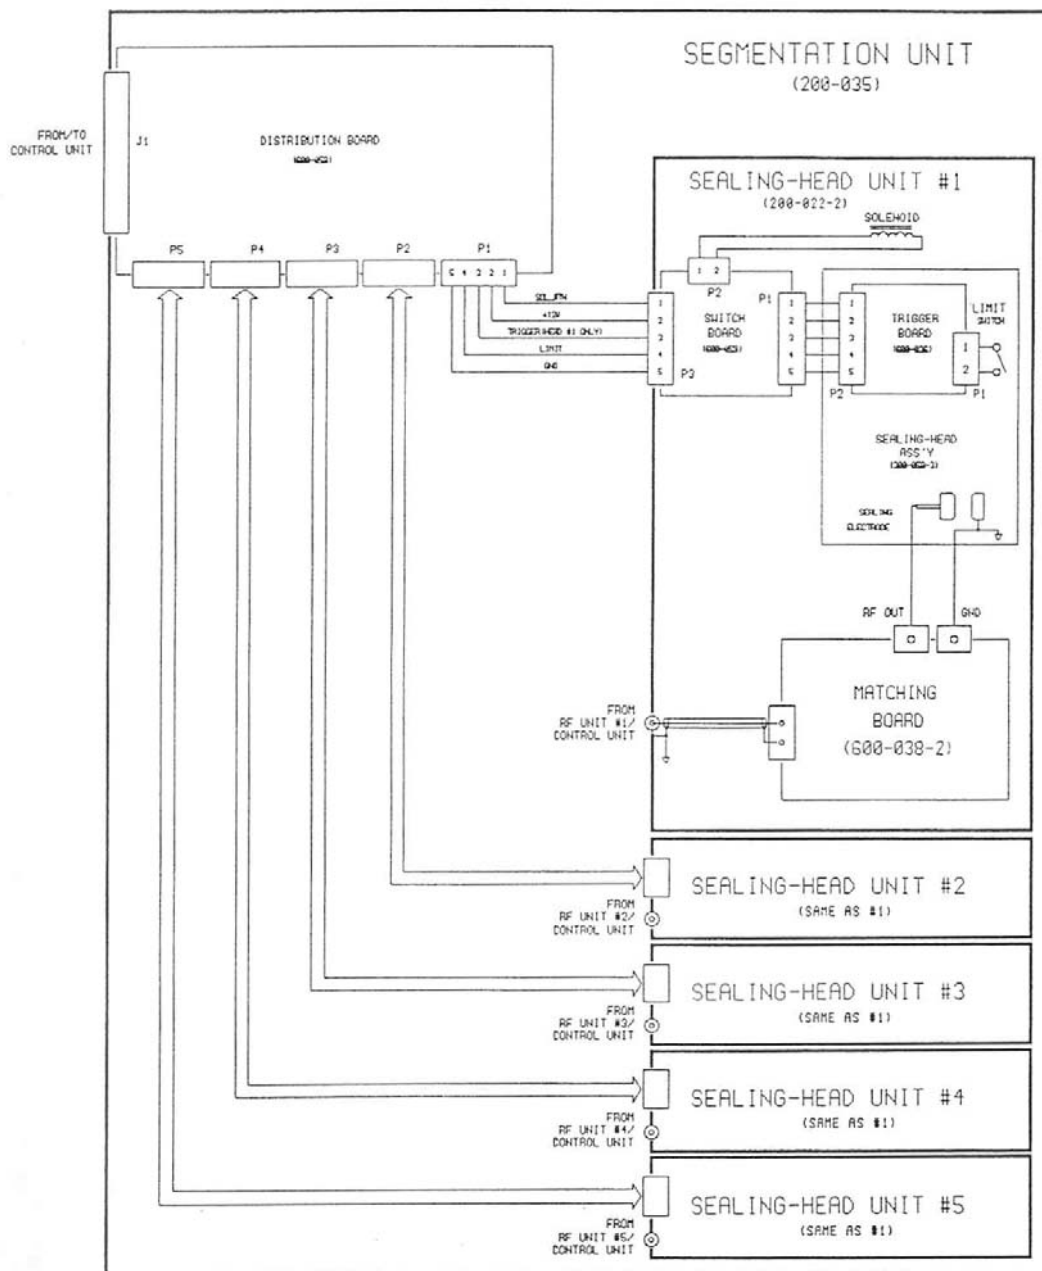 SEGMENTATION UNIT
(200-035)
FROM/TO
CONTROL UNIT
J1
DISTRIBUTION BOARD
P5
P4
P3
P2
P1
5 4 3 2 1
SOL_RTN
+12V
TRIGGER(HEAD #1 ONLY)
LIMIT
GND
SEALING-HEAD UNIT #1
(200-022-2)
SOLENOID
1 2
P2
1
2
3
4
5
P3
SWITCH
BOARD
P1
1
2
3
4
5
1
2
3
4
5
P2
TRIGGER
BOARD
1
2
P1
LIMIT
SWITCH
SEALING-HEAD
ASS'Y
SEALING
ELECTRODE
RF OUT
GND
MATCHING
BOARD
(600-038-2)
FROM
RF UNIT #1/
CONTROL UNIT
SEALING-HEAD UNIT #2
(SAME AS #1)
FROM
RF UNIT #2/
CONTROL UNIT
SEALING-HEAD UNIT #3
(SAME AS #1)
FROM
RF UNIT #3/
CONTROL UNIT
SEALING-HEAD UNIT #4
(SAME AS #1)
FROM
RF UNIT #4/
CONTROL UNIT
SEALING-HEAD UNIT #5
(SAME AS #1)
FROM
RF UNIT #5/
CONTROL UNIT